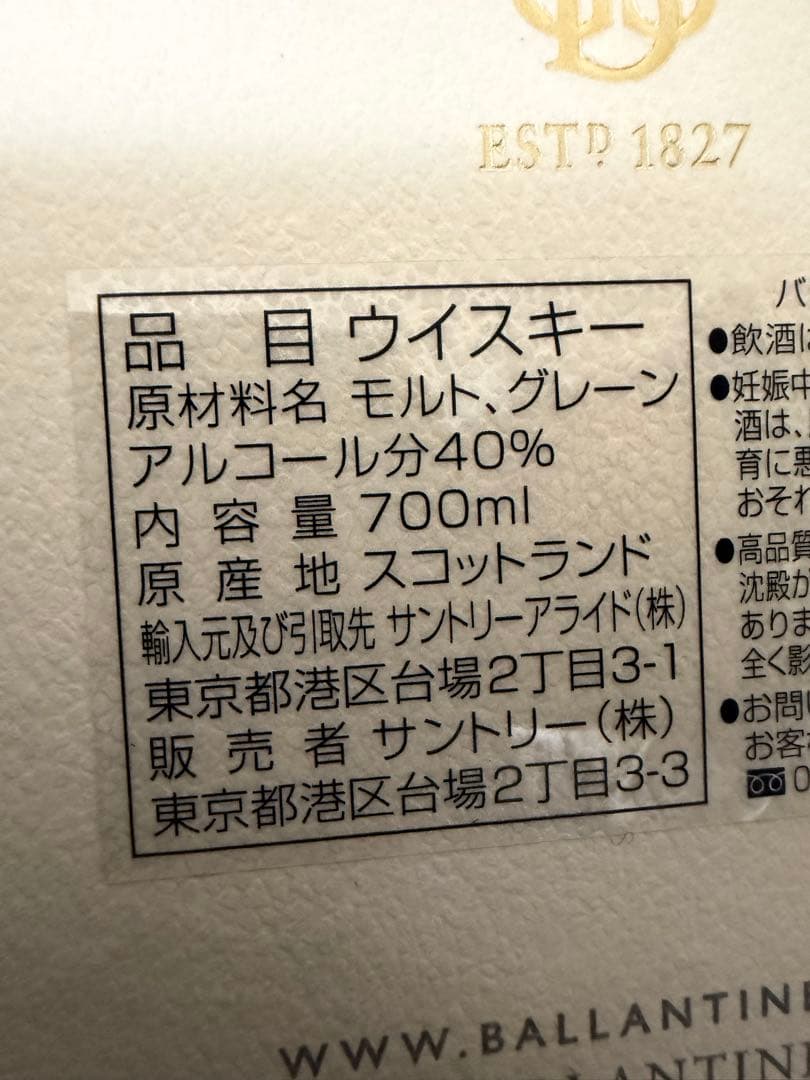 ESTD 1827
品目 ウイスキー
原材料名 モルト、グレーン
アルコール分40%
内容量 700ml
原産地 スコットランド
輸入元及び引取先 サントリーアライド(株)
東京都港区台場2丁目3-1
販売者 サントリー(株)
東京都港区台場2丁目3-3
バ
●飲酒は
●妊娠中
酒は、
育に悪
おそれ
●高品質
沈殿が
ありま
全く影
●お問い
お客
0
WWW.BALLANTINE